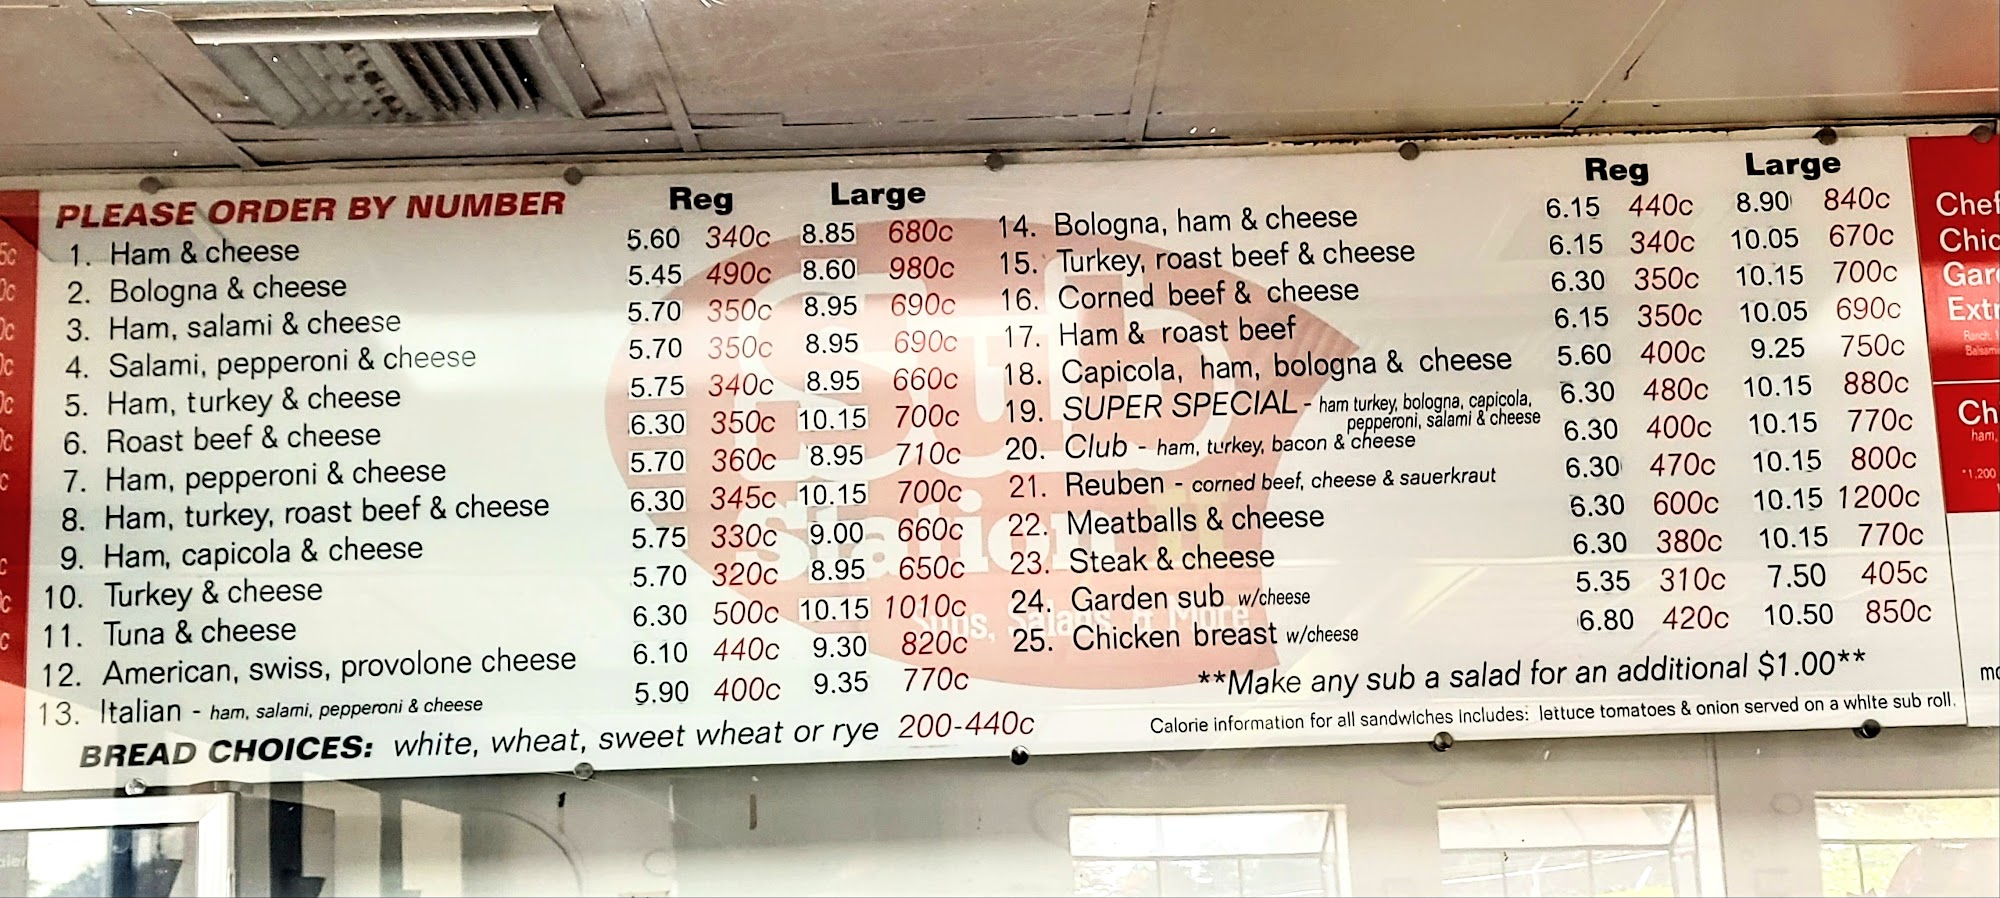 PLEASE ORDER BY NUMBER Reg Large
1. Ham & cheese 5.60 340c 8.85 680c
2. Bologna & cheese 5.45 490c 8.60 980c
3. Ham, salami & cheese 5.70 350c 8.95 690c
4. Salami, pepperoni & cheese 5.70 350c 8.95 690c
5. Ham, turkey & cheese 5.75 340c 8.95 660c
6. Roast beef & cheese 6.30 350c 10.15 700c
7. Ham, pepperoni & cheese 5.70 360c 8.95 710c
8. Ham, turkey, roast beef & cheese 6.30 345c 10.15 700c
9. Ham, capicola & cheese 5.75 330c 9.00 660c
10. Turkey & cheese 5.70 320c 8.95 650c
11. Tuna & cheese 6.30 500c 10.15 1010c
12. American, swiss, provolone cheese 6.10 440c 9.30 820c
13. Italian - ham, salami, pepperoni & cheese 5.90 400c 9.35 770c
BREAD CHOICES: white, wheat, sweet wheat or rye 200-440c
Reg Large
14. Bologna, ham & cheese 6.15 440c 8.90 840c
15. Turkey, roast beef & cheese 6.15 340c 10.05 670c
16. Corned beef & cheese 6.30 350c 10.15 700c
17. Ham & roast beef 6.15 350c 10.05 690c
18. Capicola, ham, bologna & cheese 5.60 400c 9.25 750c
19. SUPER SPECIAL - ham turkey, bologna, capicola, 6.30 480c 10.15 880c
pepperoni, salami & cheese
20. Club - ham, turkey, bacon & cheese 6.30 400c 10.15 770c
21. Reuben - corned beef, cheese & sauerkraut 6.30 470c 10.15 800c
22. Meatballs & cheese 6.30 600c 10.15 1200c
23. Steak & cheese 6.30 380c 10.15 770c
24. Garden sub w/cheese 5.35 310c 7.50 405c
25. Chicken breast w/cheese 6.80 420c 10.50 850c
**Make any sub a salad for an additional $1.00**
Calorie information for all sandwiches includes: lettuce tomatoes & onion served on a white sub roll.
Sub
Station II
Subs, Salads & More
Chef
Chic
Gar
Extr
Ch
ham,
*1,200